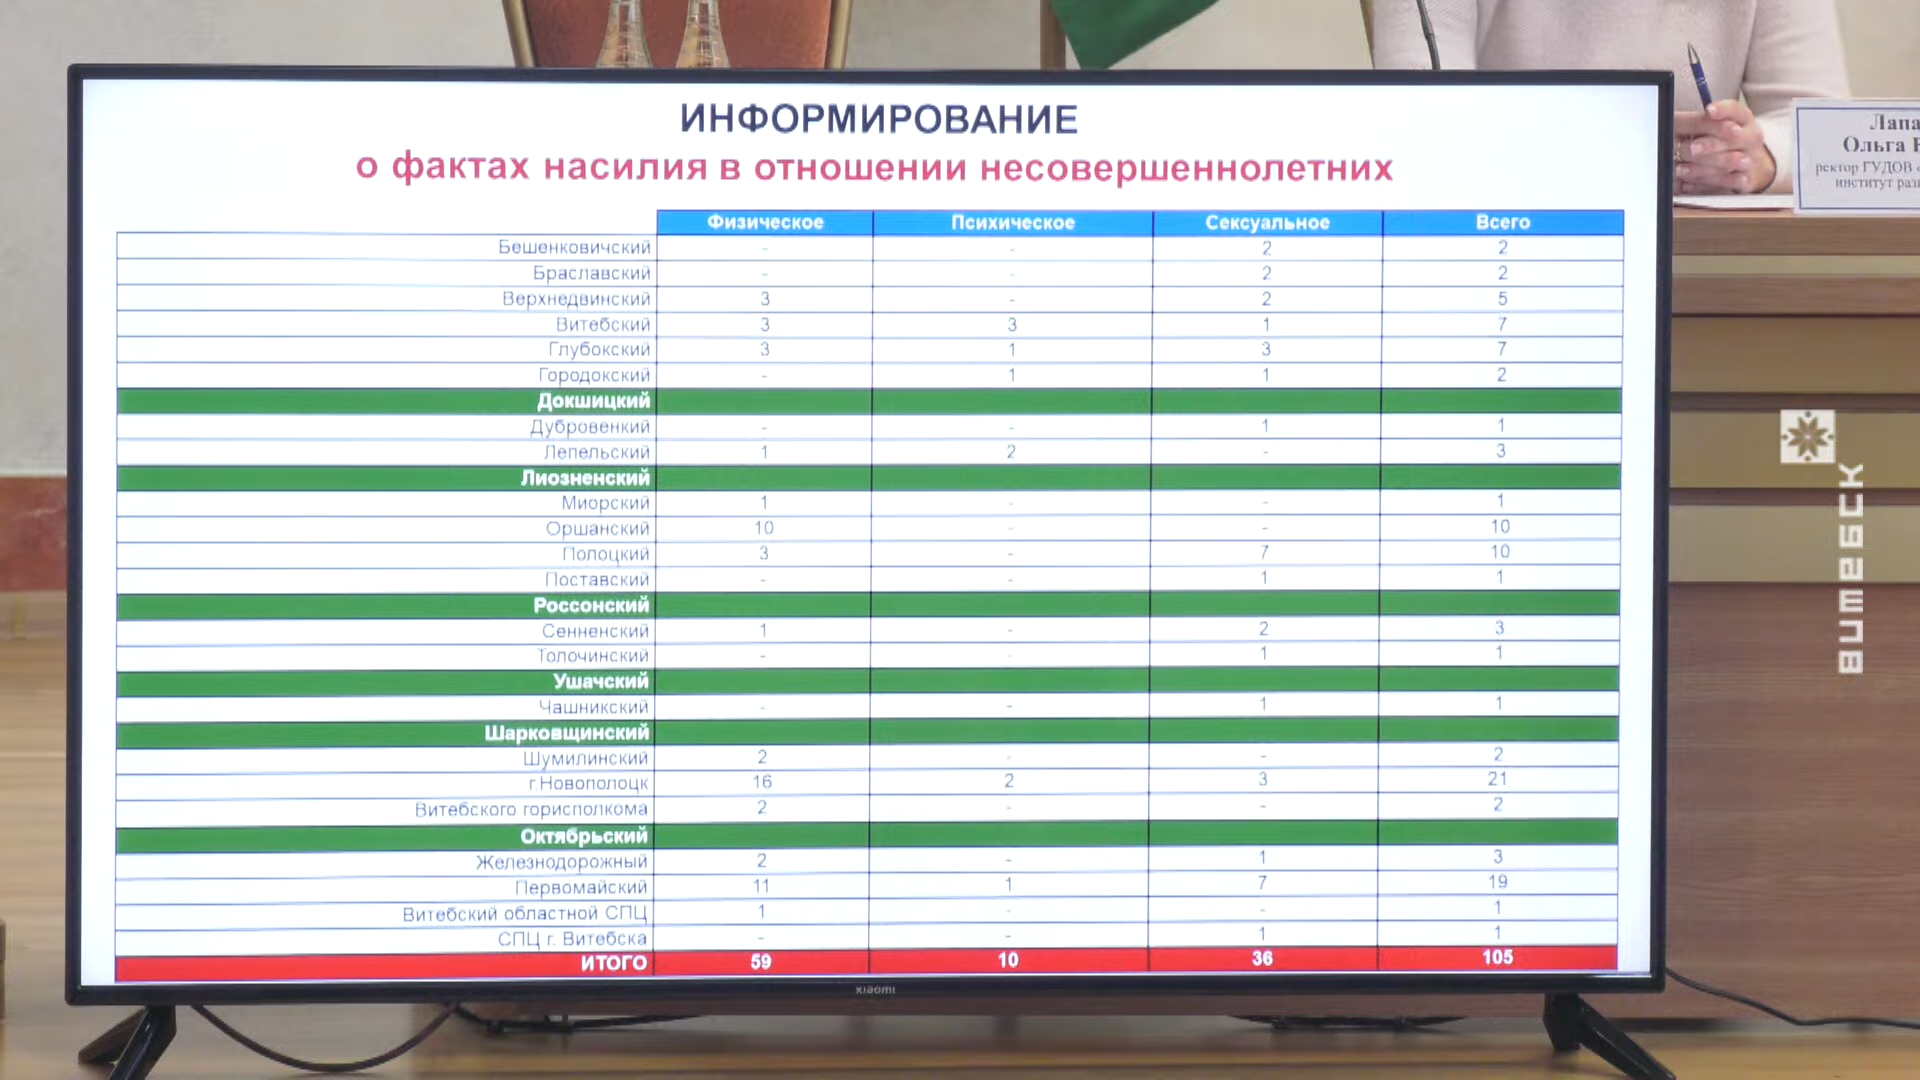 ИНФОРМИРОВАНИЕ
о фактах насилия в отношении несовершеннолетних
Физическое Психическое Сексуальное Всего
Бешенковичский - - 2 2
Браславский - - 2 2
Верхнедвинский 3 - 2 5
Витебский 3 3 1 7
Глубокский 3 1 3 7
Городокский - 1 1 2
Докшицкий
Дубровенкий - - 1 1
Лепельский 1 2 - 3
Лиозненский
Миорский 1 - - 1
Оршанский 10 - - 10
Полоцкий 3 - 7 10
Поставский - - 1 1
Россонский
Сенненский 1 - 2 3
Толочинский - - 1 1
Ушачский
Чашникский - - 1 1
Шарковщинский
Шумилинский 2 - - 2
г.Новополоцк 16 2 3 21
Витебского горисполкома 2 - - 2
Октябрьский
Железнодорожный 2 - 1 3
Первомайский 11 1 7 19
Витебский областной СПЦ 1 - - 1
СПЦ г. Витебска - - 1 1
ИТОГО 59 10 36 105
xiaomi
Ольга
ректор ГУДОВ
институт
ВИТЕБСК